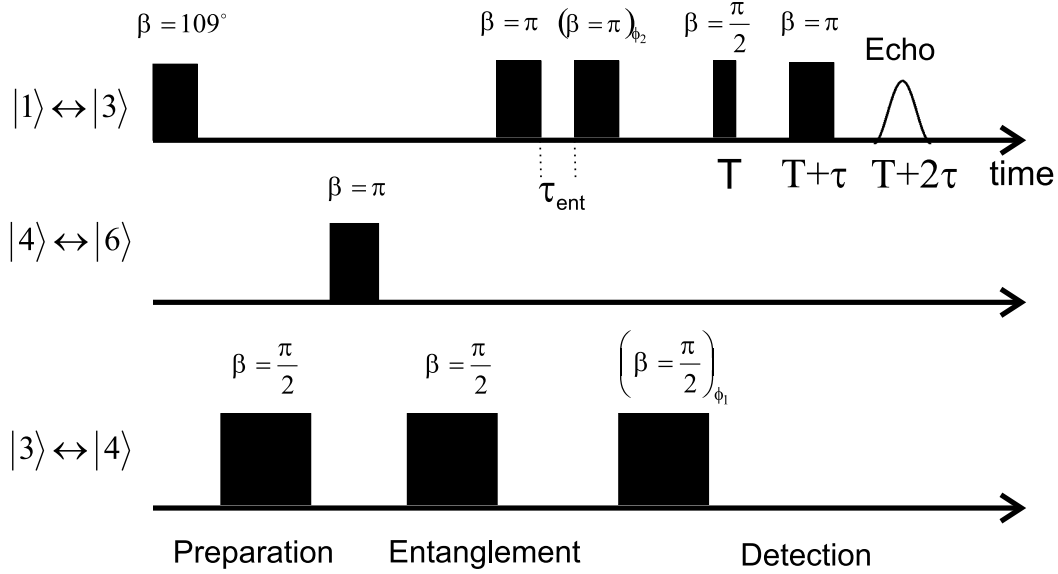 β = 109°
β = π
(β = π)ϕ₂
β = π/2
β = π
Echo
|1⟩ ↔ |3⟩
τent
T
T+τ
T+2τ
time
β = π
|4⟩ ↔ |6⟩
β = π/2
β = π/2
(β = π/2)ϕ₁
|3⟩ ↔ |4⟩
Preparation
Entanglement
Detection